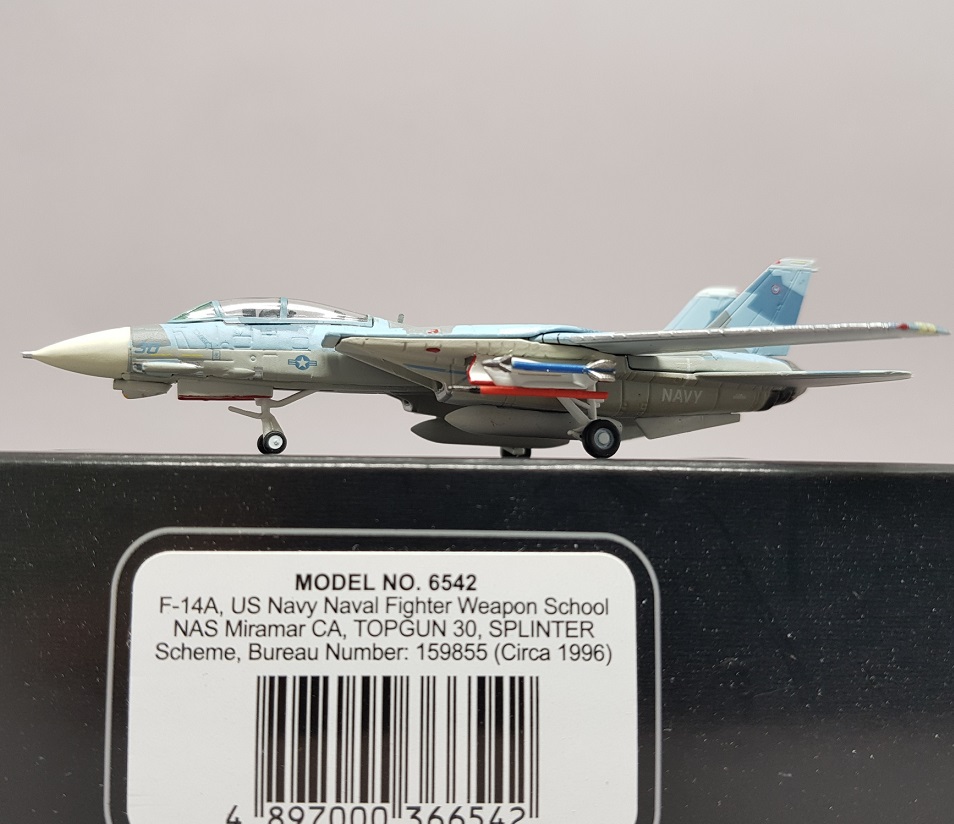 30
NAVY
MODEL NO. 6542
F-14A, US Navy Naval Fighter Weapon School
NAS Miramar CA, TOPGUN 30, SPLINTER
Scheme, Bureau Number: 159855 (Circa 1996)
4 897000 366542